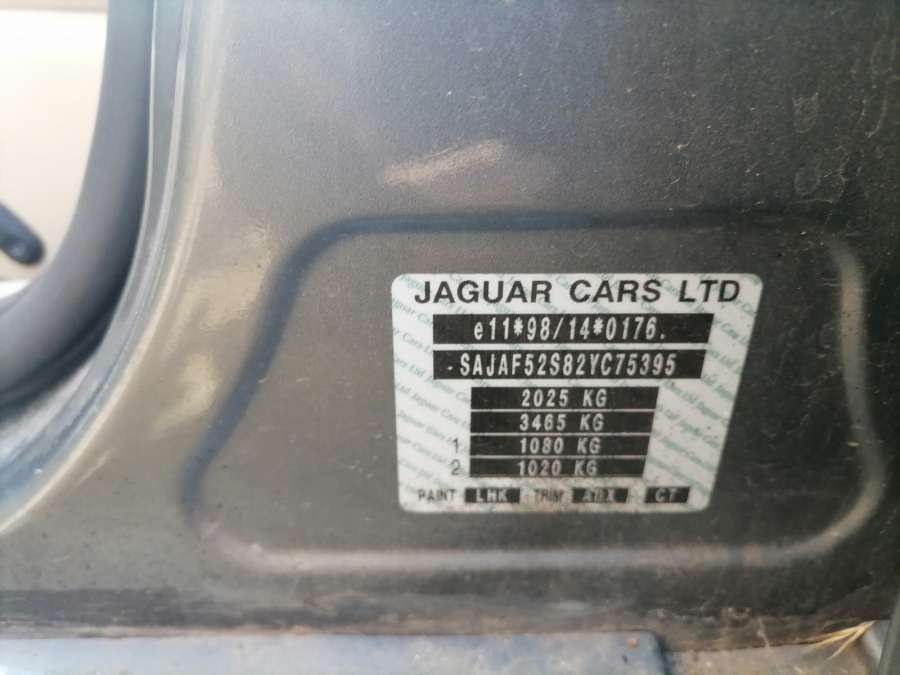 JAGUAR CARS LTD
e11*98/14*0176.
-SAJAF52S82YC75395
2025 KG
3465 KG
1 1080 KG
2 1020 KG
PAINT LHK TRIM ADX CT